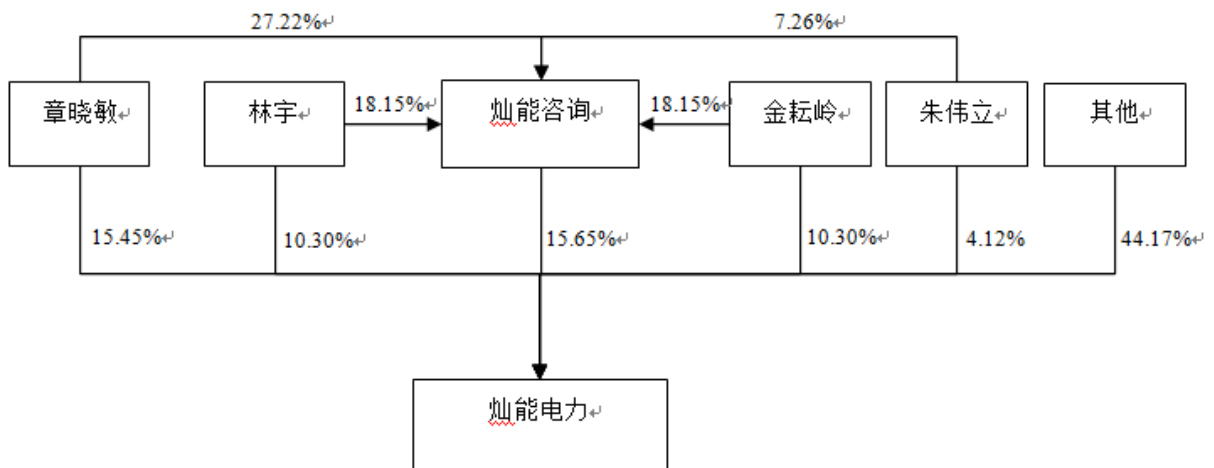 27.22% 7.26%
章晓敏 林宇 18.15% 灿能咨询 18.15% 金耘岭 朱伟立 其他
15.45% 10.30% 15.65% 10.30% 4.12% 44.17%
灿能电力